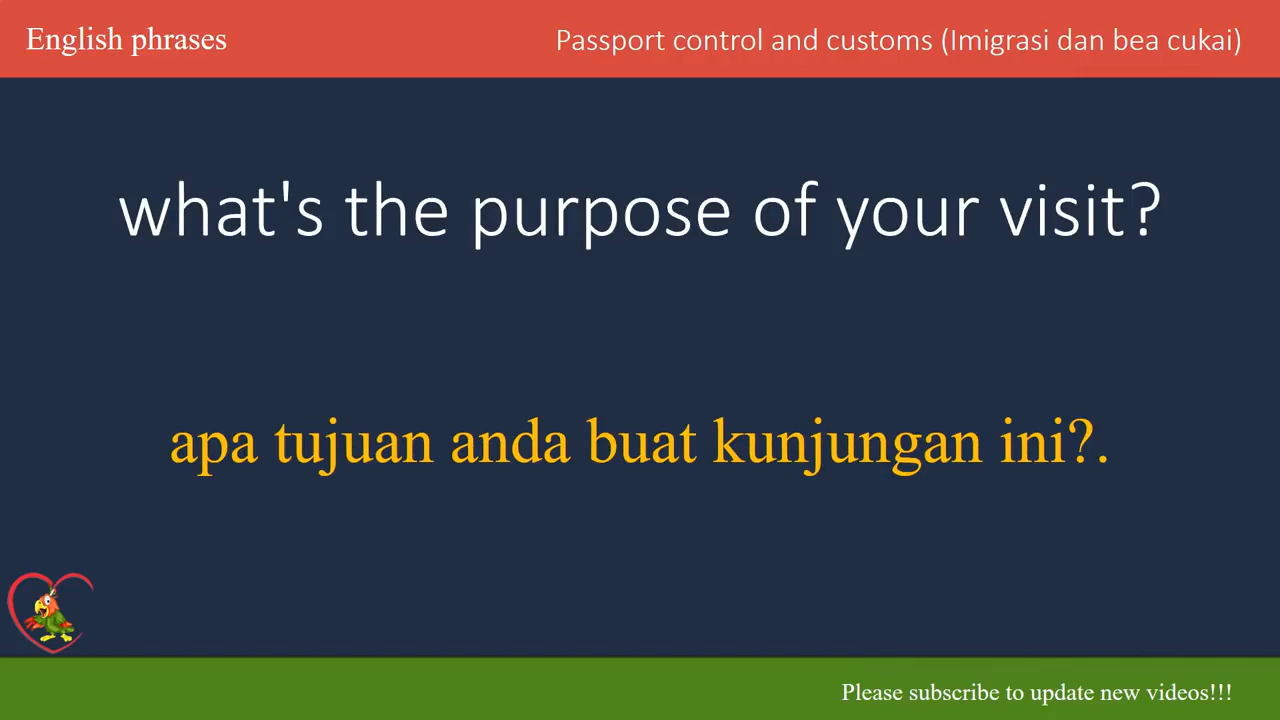 English phrases
Passport control and customs (Imigrasi dan bea cukai)
what's the purpose of your visit?
apa tujuan anda buat kunjungan ini?.
Please subscribe to update new videos!!!